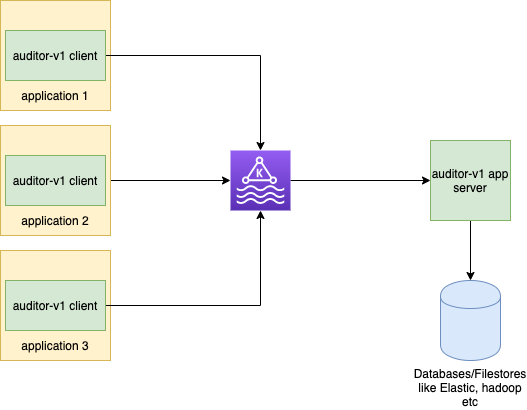 auditor-v1 client
application 1
auditor-v1 client
application 2
auditor-v1 client
application 3
K
auditor-v1 app
server
Databases/Filestores
like Elastic, hadoop
etc